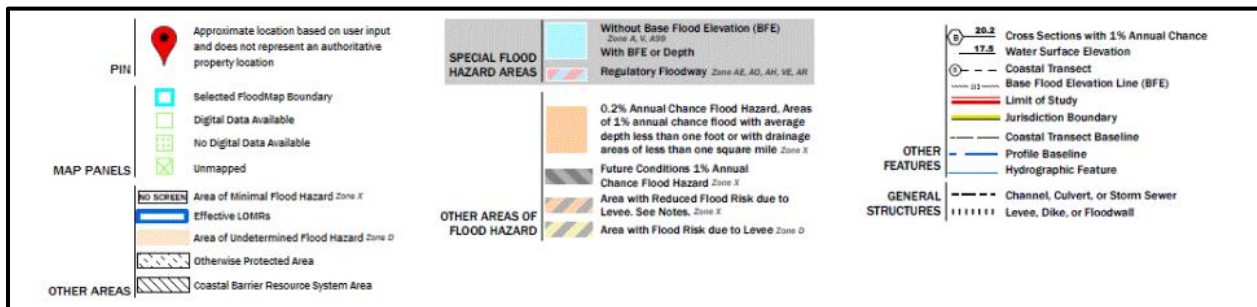 Approximate location based on user input
and does not represent an authoritative
property location
PIN
Selected FloodMap Boundary
Digital Data Available
No Digital Data Available
Unmapped
MAP PANELS
NO SCREEN Area of Minimal Flood Hazard Zone X
Effective LOMRs
Area of Undetermined Flood Hazard Zone D
Otherwise Protected Area
Coastal Barrier Resource System Area
OTHER AREAS
SPECIAL FLOOD
HAZARD AREAS
Without Base Flood Elevation (BFE)
Zone A, V, A99
With BFE or Depth
Regulatory Floodway Zone AE, AO, AH, VE, AR
0.2% Annual Chance Flood Hazard, Areas
of 1% annual chance flood with average
depth less than one foot or with drainage
areas of less than one square mile Zone X
Future Conditions 1% Annual
Chance Flood Hazard Zone X
Area with Reduced Flood Risk due to
Levee. See Notes. Zone X
Area with Flood Risk due to Levee Zone D
OTHER AREAS OF
FLOOD HAZARD
B 20.2 Cross Sections with 1% Annual Chance
17.5 Water Surface Elevation
Coastal Transect
Base Flood Elevation Line (BFE)
Limit of Study
Jurisdiction Boundary
Coastal Transect Baseline
Profile Baseline
Hydrographic Feature
OTHER
FEATURES
Channel, Culvert, or Storm Sewer
Levee, Dike, or Floodwall
GENERAL
STRUCTURES